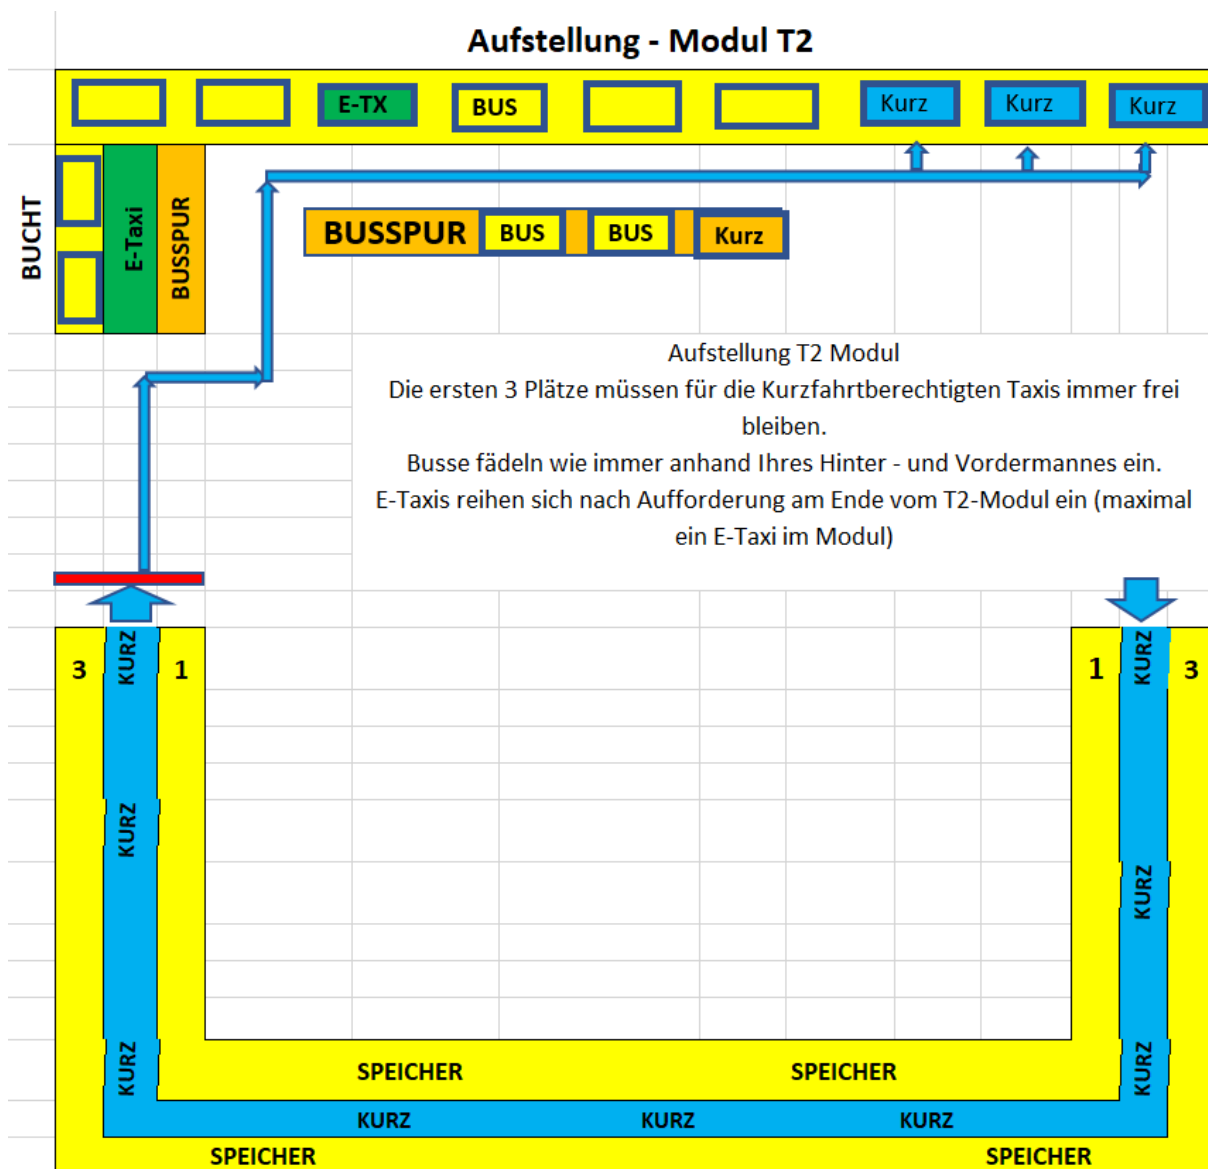 Aufstellung - Modul T2
E-TX
BUS
Kurz
Kurz
Kurz
BUCHT
E-Taxi
BUSSPUR
BUSSPUR
BUS
BUS
Kurz
Aufstellung T2 Modul
Die ersten 3 Plätze müssen für die Kurzfahrtberechtigten Taxis immer frei
bleiben.
Busse fädeln wie immer anhand Ihres Hinter - und Vordermannes ein.
E-Taxis reihen sich nach Aufforderung am Ende vom T2-Modul ein (maximal
ein E-Taxi im Modul)
3
KURZ
1
1
KURZ
3
KURZ
KURZ
KURZ
KURZ
SPEICHER
SPEICHER
KURZ
KURZ
KURZ
SPEICHER
SPEICHER